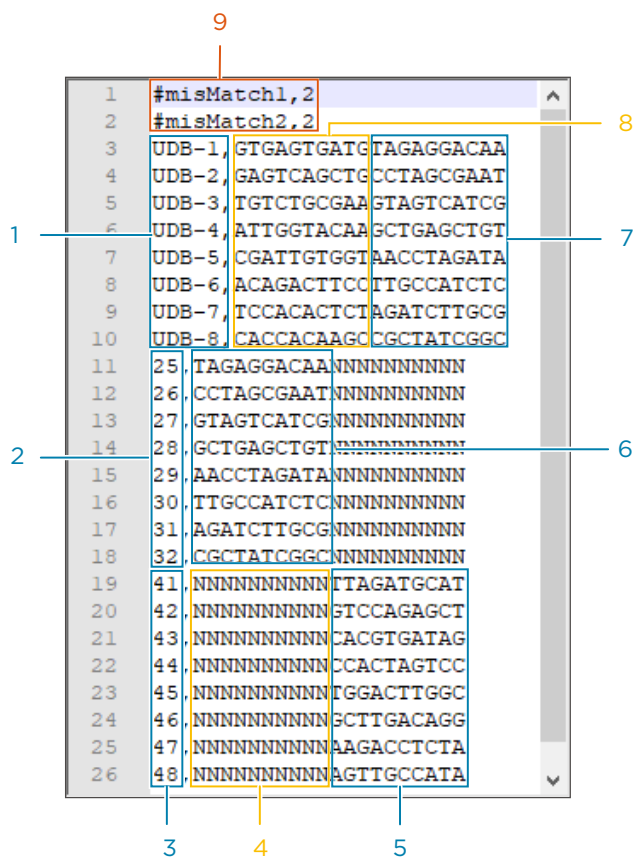 9
1 #misMatch1,2
2 #misMatch2,2
8
3 UDB-1,GTGAGTGATGTAGAGGACAA
4 UDB-2,GAGTCAGCTGCCTAGCGAAT
5 UDB-3,TGTCTGCGAAGTAGTCATCG
1
6 UDB-4,ATTGGTACAAGCTGAGCTGT
7
7 UDB-5,CGATTGTGGTAACCTAGATA
8 UDB-6,ACAGACTTCCTTGCCATCTC
9 UDB-7,TCCACACTCTAGATCTTGCG
10 UDB-8,CACCACAAGCCGCTATCGGC
11 25,TAGAGGACAANNNNNNNNNN
12 26,CCTAGCGAATNNNNNNNNNN
13 27,GTAGTCATCGNNNNNNNNNN
2
14 28,GCTGAGCTGTNNNNNNNNNN
6
15 29,AACCTAGATANNNNNNNNNN
16 30,TTGCCATCTCNNNNNNNNNN
17 31,AGATCTTGCGNNNNNNNNNN
18 32,CGCTATCGGCNNNNNNNNNN
19 41,NNNNNNNNNNTTAGATGCAT
20 42,NNNNNNNNNNGTCCAGAGCT
21 43,NNNNNNNNNNCACGTGATAG
22 44,NNNNNNNNNNCCACTAGTCC
23 45,NNNNNNNNNNTGGACTTGGC
24 46,NNNNNNNNNNGCTTGACAGG
25 47,NNNNNNNNNNAAGACCTCTA
26 48,NNNNNNNNNNAGTTGCCATA
3 4 5